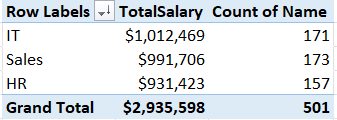 Row Labels TotalSalary Count of Name
IT $1,012,469 171
Sales $991,706 173
HR $931,423 157
Grand Total $2,935,598 501